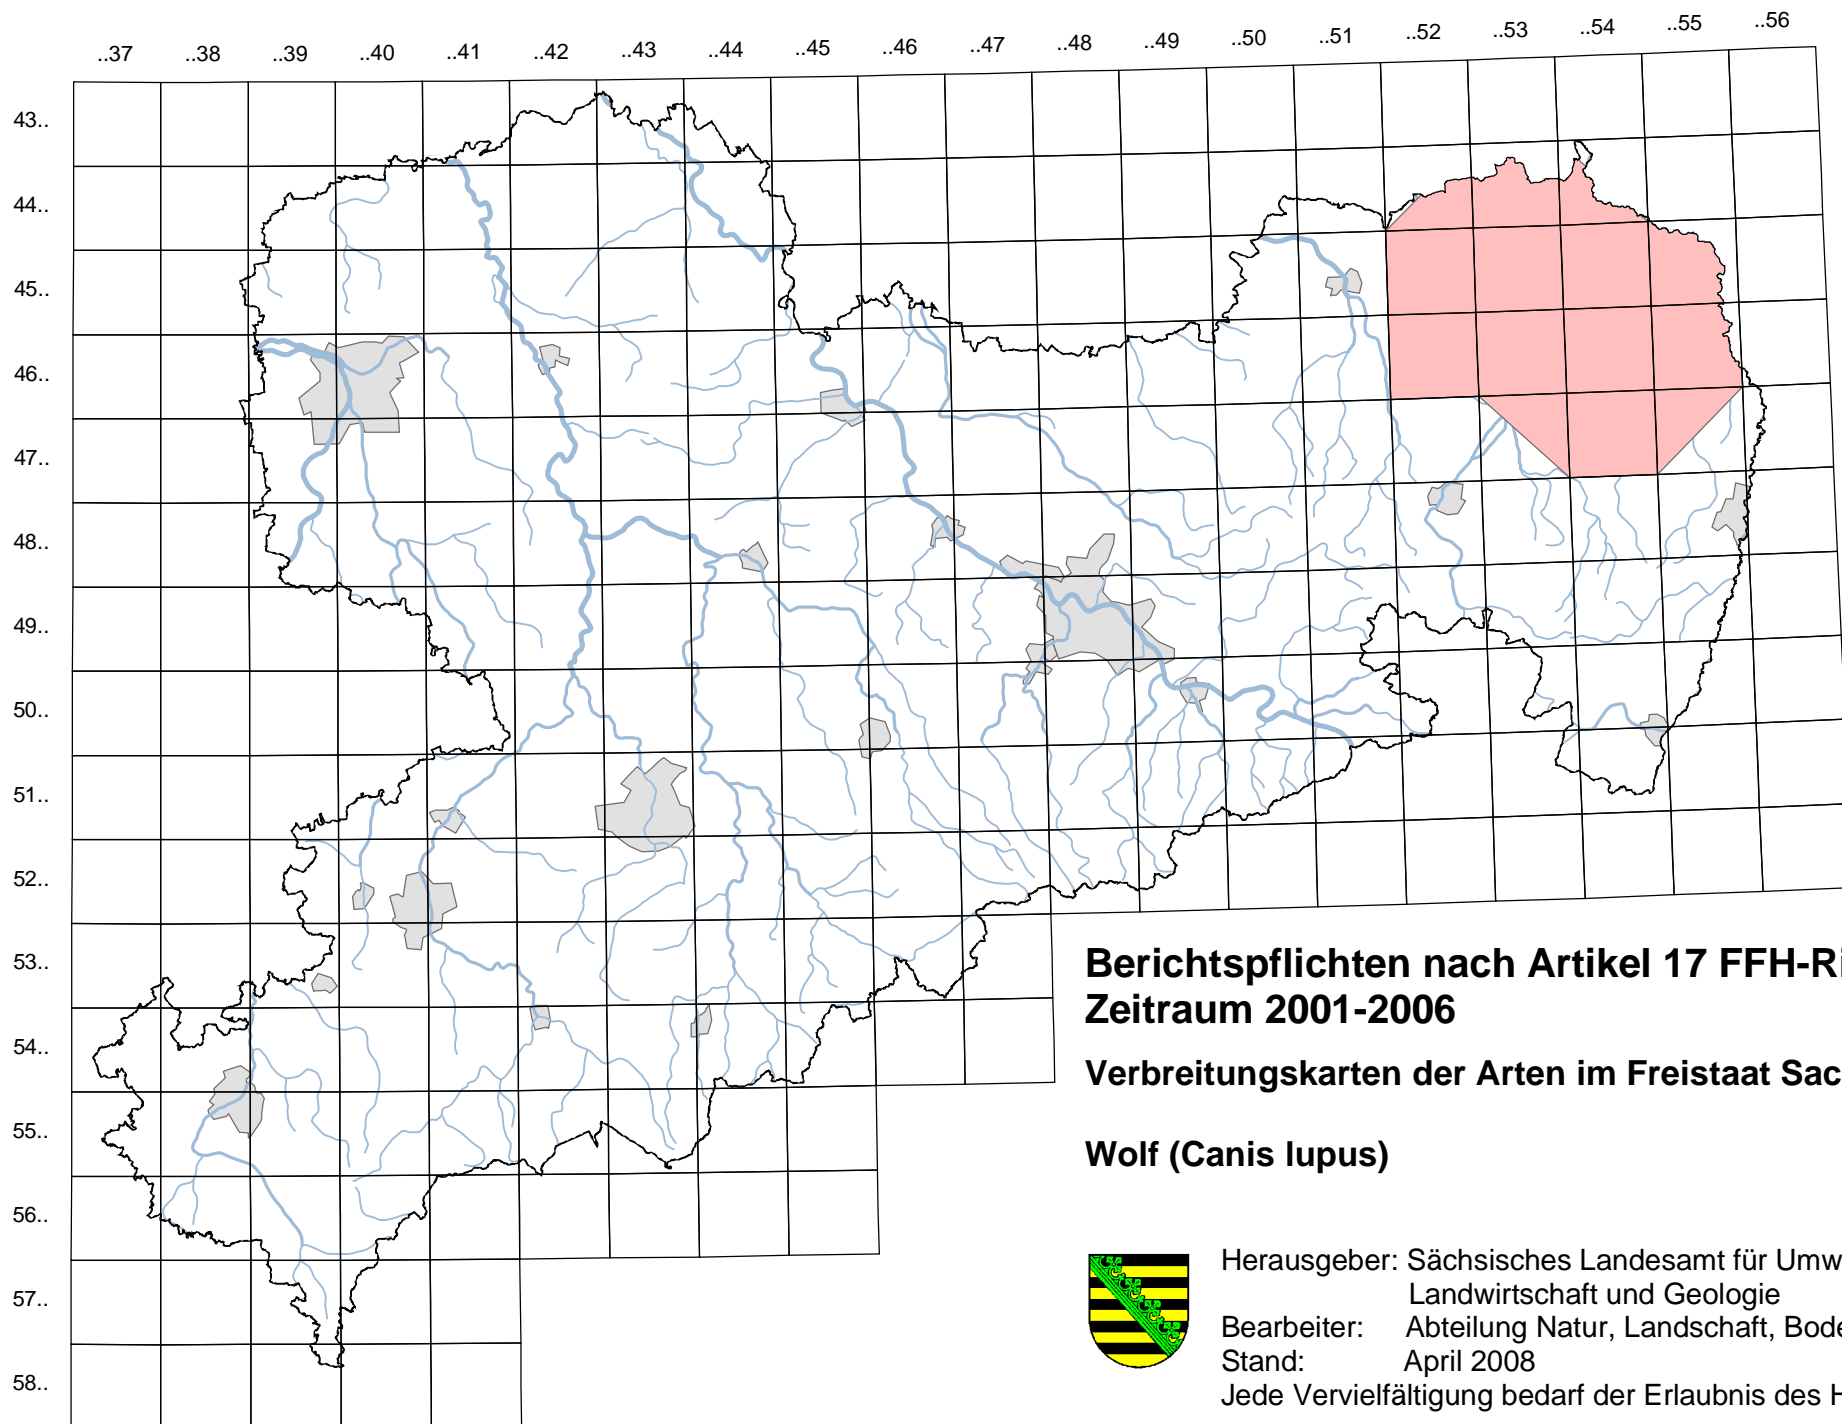 ..37 ..38 ..39 ..40 ..41 ..42 ..43 ..44 ..45 ..46 ..47 ..48 ..49 ..50 ..51 ..52 ..53 ..54 ..55 ..56
43..
44..
45..
46..
47..
48..
49..
50..
51..
52..
53..
54..
55..
56..
57..
58..
Berichtspflichten nach Artikel 17 FFH-Ri
Zeitraum 2001-2006
Verbreitungskarten der Arten im Freistaat Sac
Wolf (Canis lupus)
Herausgeber: Sächsisches Landesamt für Umw
Landwirtschaft und Geologie
Bearbeiter: Abteilung Natur, Landschaft, Bode
Stand: April 2008
Jede Vervielfältigung bedarf der Erlaubnis des H